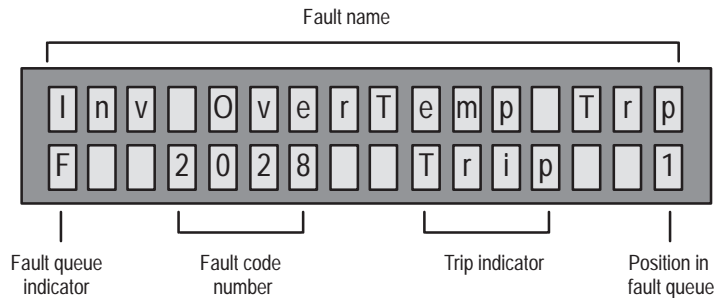 Fault name
Inv OverTemp Trp
F 2028 Trip 1
Fault queue indicator
Fault code number
Trip indicator
Position in fault queue